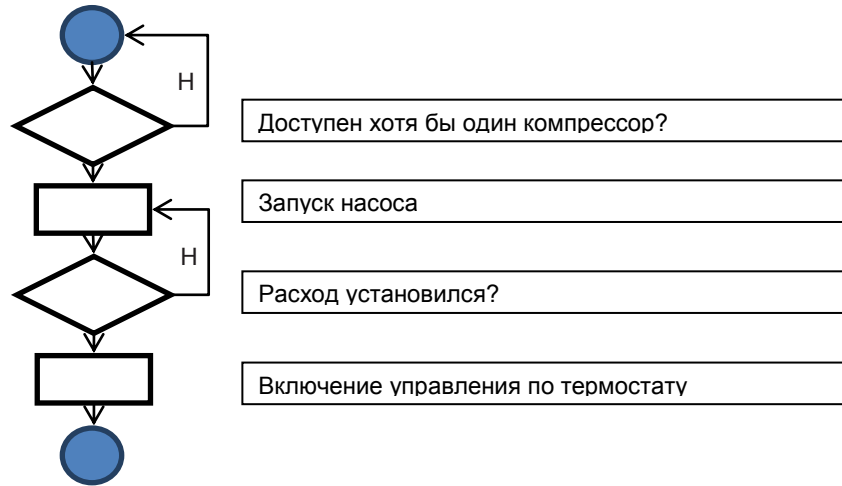 Н
Доступен хотя бы один компрессор?
Запуск насоса
Н
Расход установился?
Включение управления по термостату